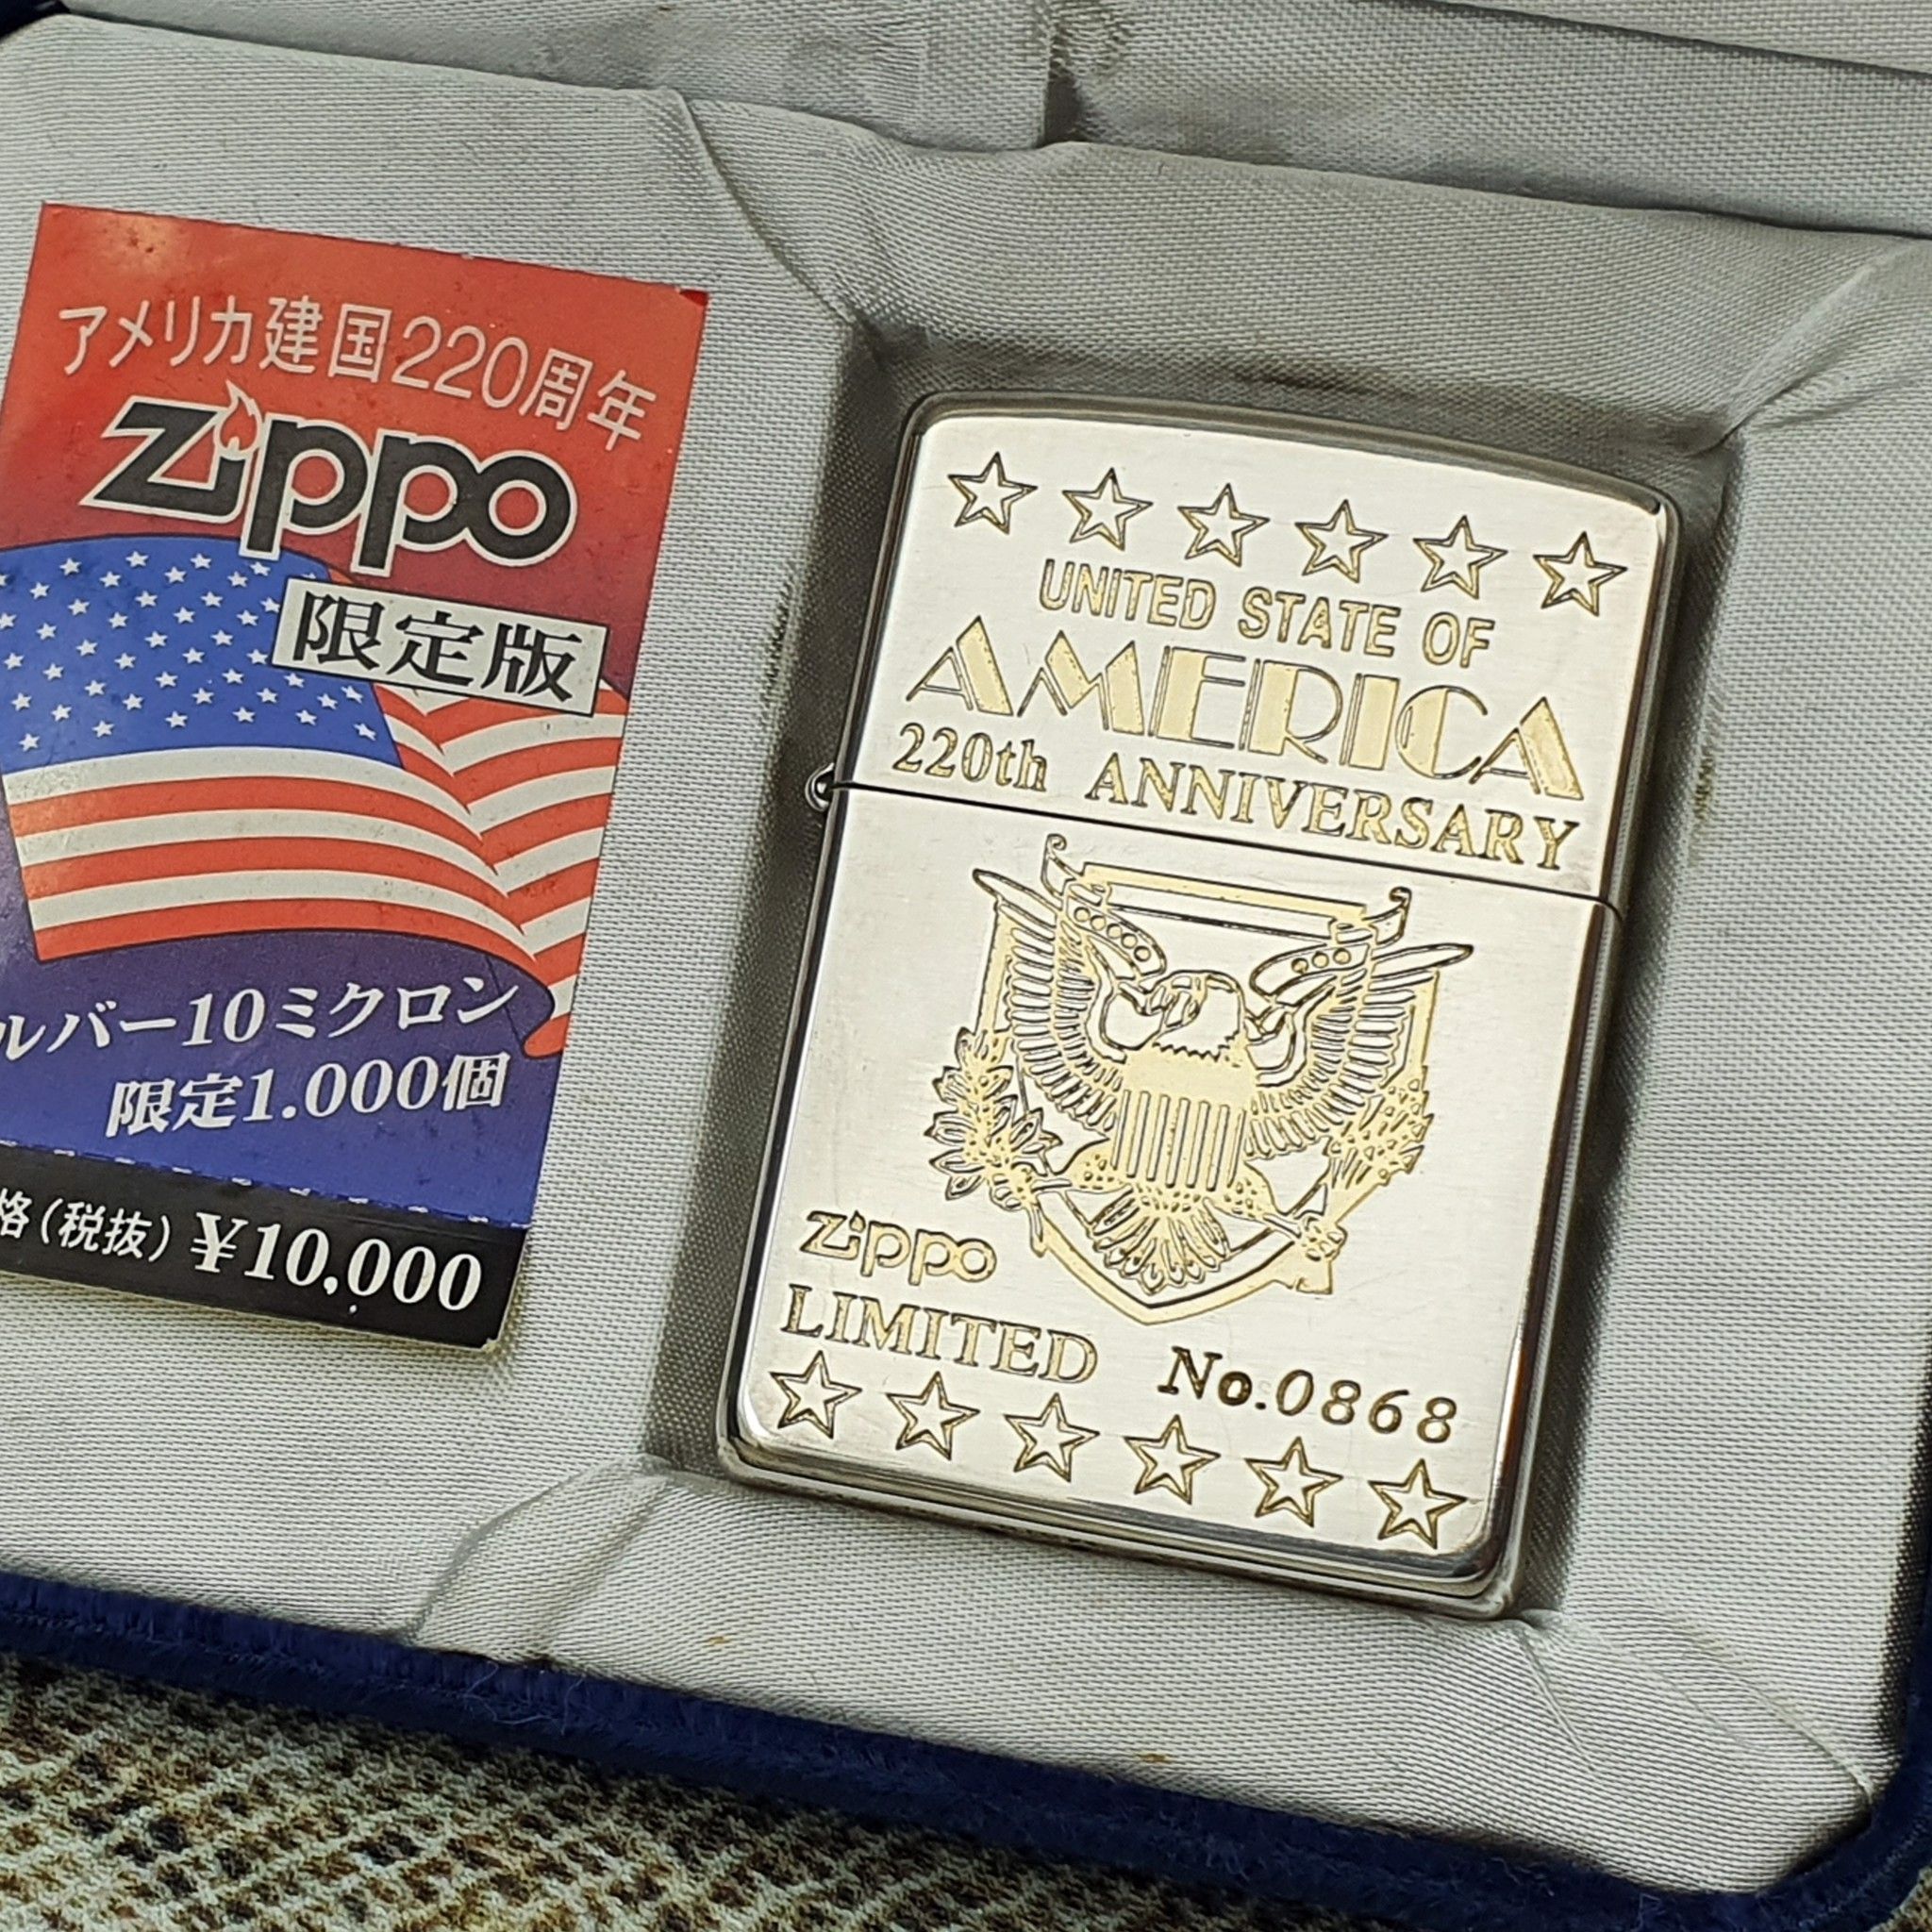 アメリカ建国220周年
zippo
限定版
ルバー10ミクロン
限定1.000個
格(税抜) ¥10,000
UNITED STATE OF
AMERICA
220th ANNIVERSARY
zippo
LIMITED No.0868